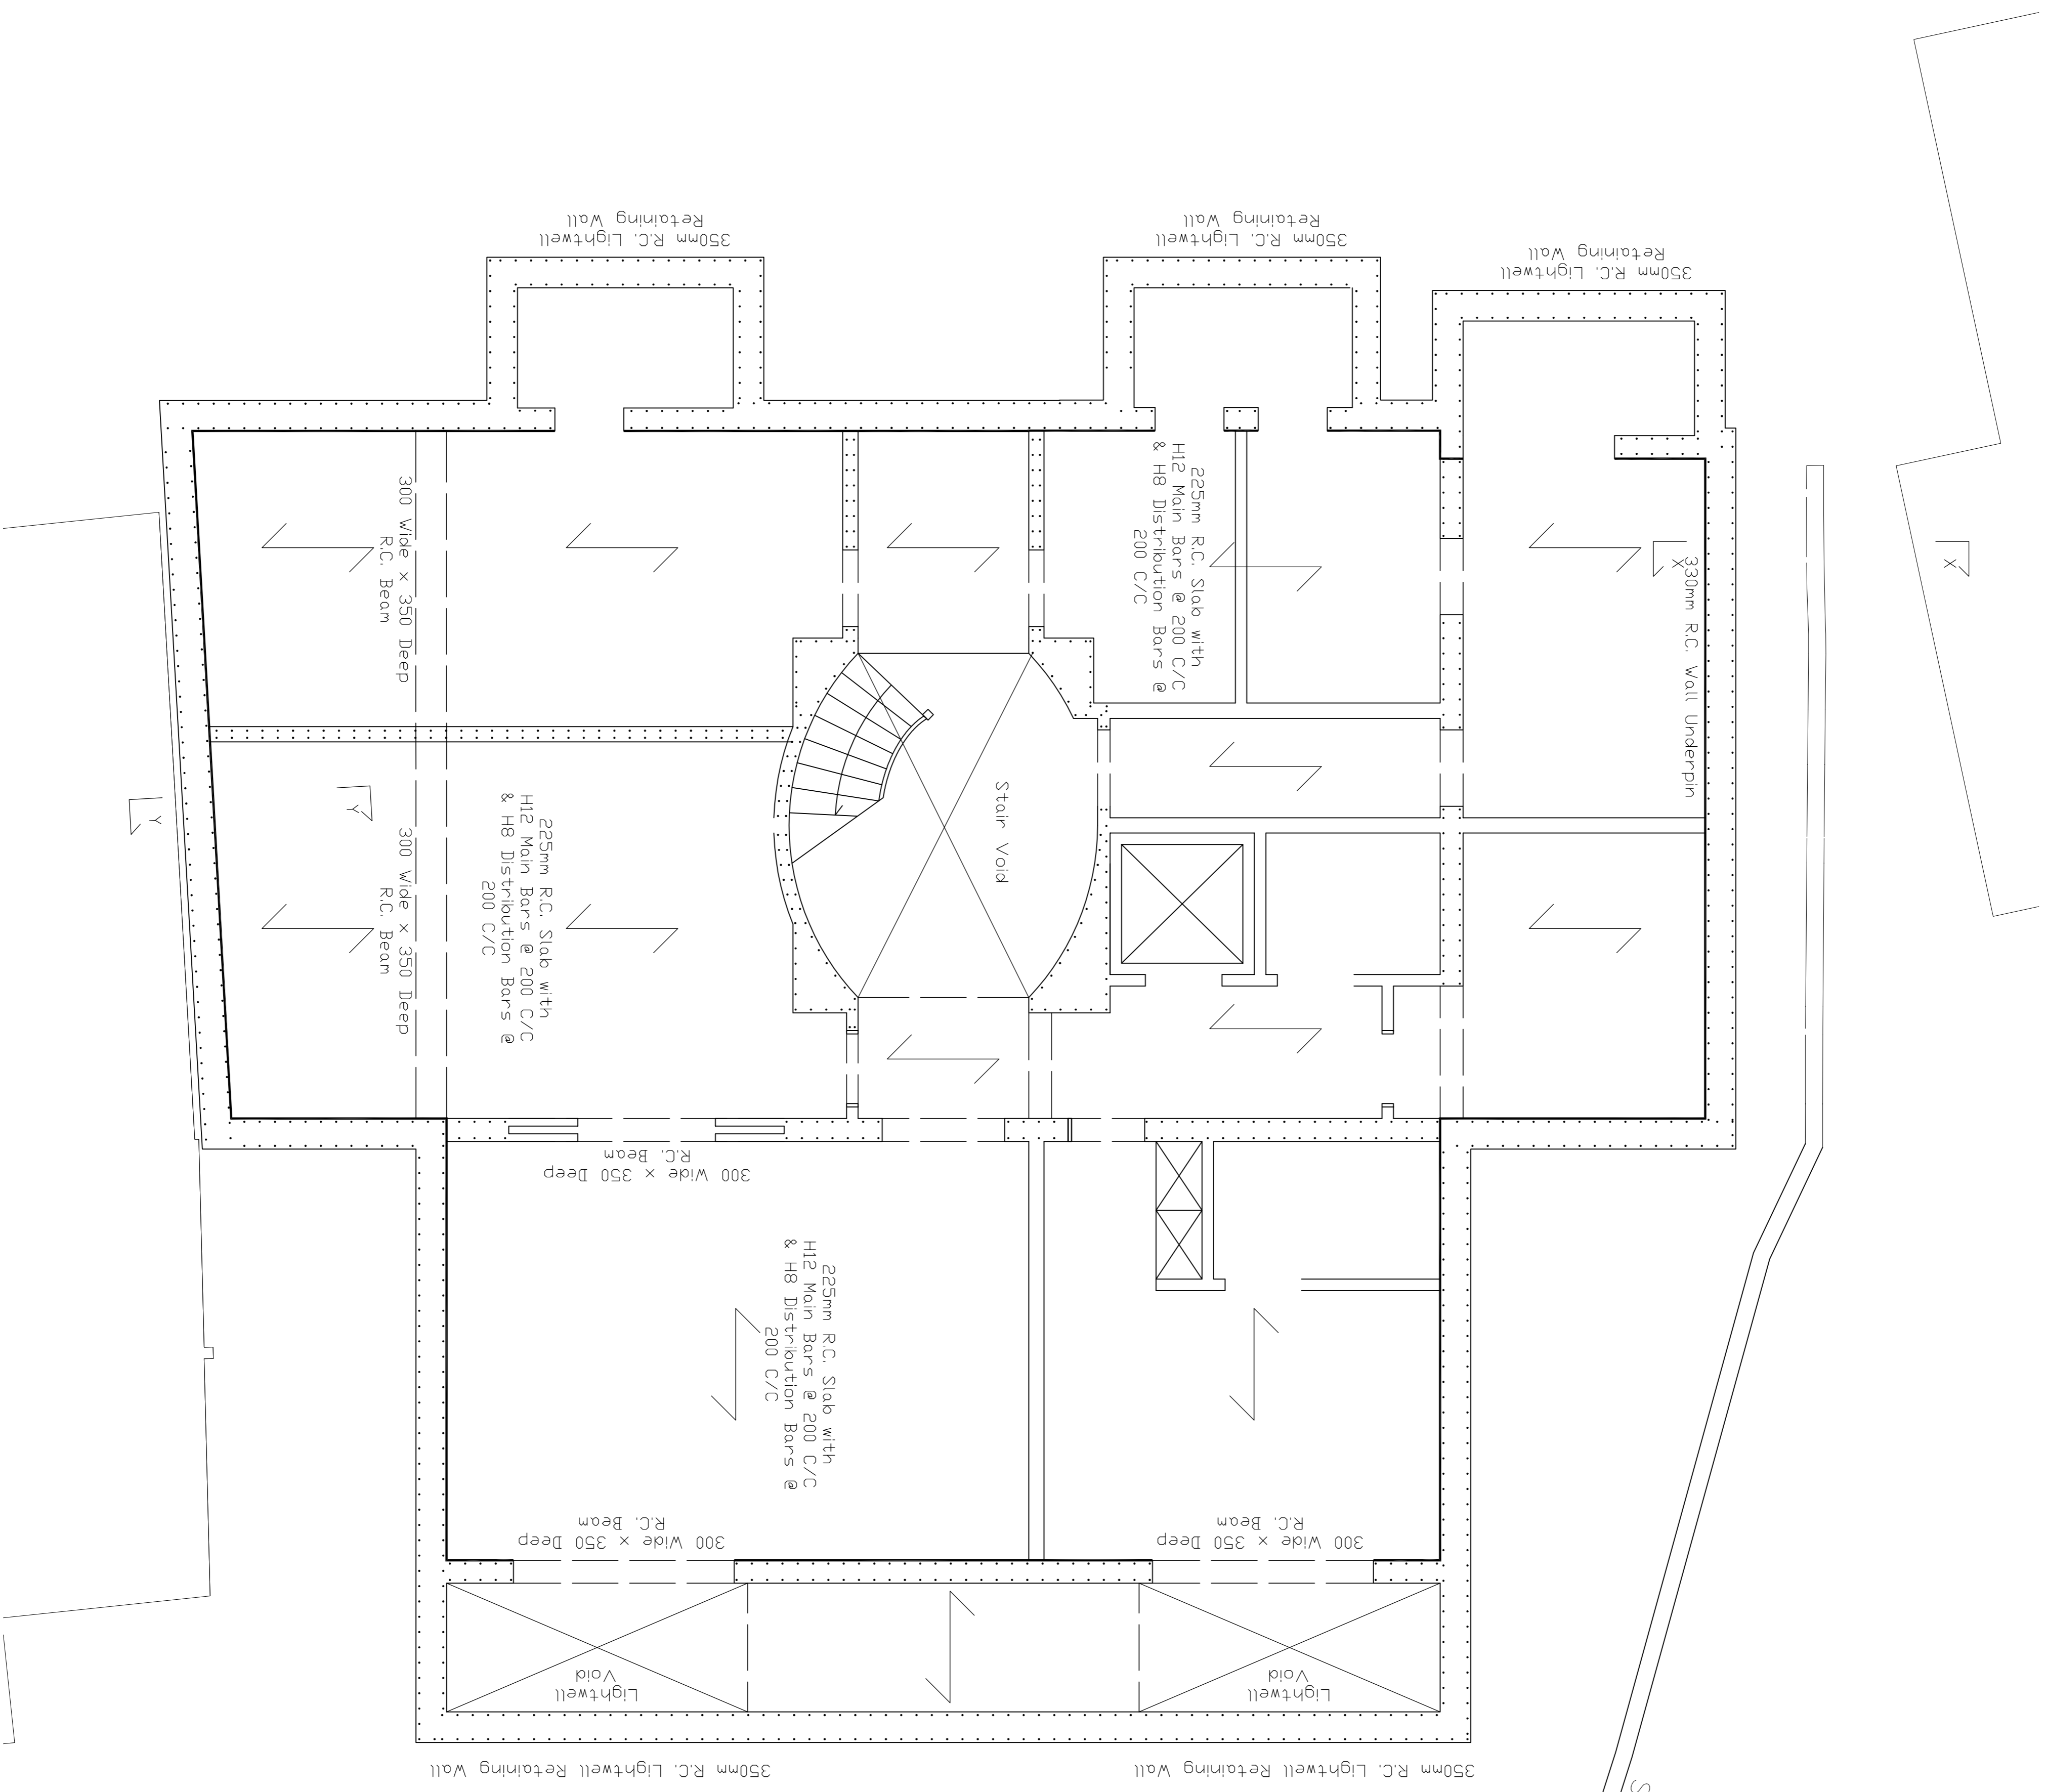 350mm R.C. Lightwell
Retaining Wall
350mm R.C. Lightwell
Retaining Wall
350mm R.C. Lightwell
Retaining Wall
300 Wide x 350 Deep
R.C. Beam
225mm R.C. Slab with
H12 Main Bars @ 200 C/C
& H8 Distribution Bars @
200 C/C
330mm R.C. Wall Underpin
X
X
Stair Void
Y
Y
300 Wide x 350 Deep
R.C. Beam
225mm R.C. Slab with
H12 Main Bars @ 200 C/C
& H8 Distribution Bars @
200 C/C
300 Wide x 350 Deep
R.C. Beam
225mm R.C. Slab with
H12 Main Bars @ 200 C/C
& H8 Distribution Bars @
200 C/C
300 Wide x 350 Deep
R.C. Beam
300 Wide x 350 Deep
R.C. Beam
Lightwell
Void
Lightwell
Void
350mm R.C. Lightwell Retaining Wall
350mm R.C. Lightwell Retaining Wall